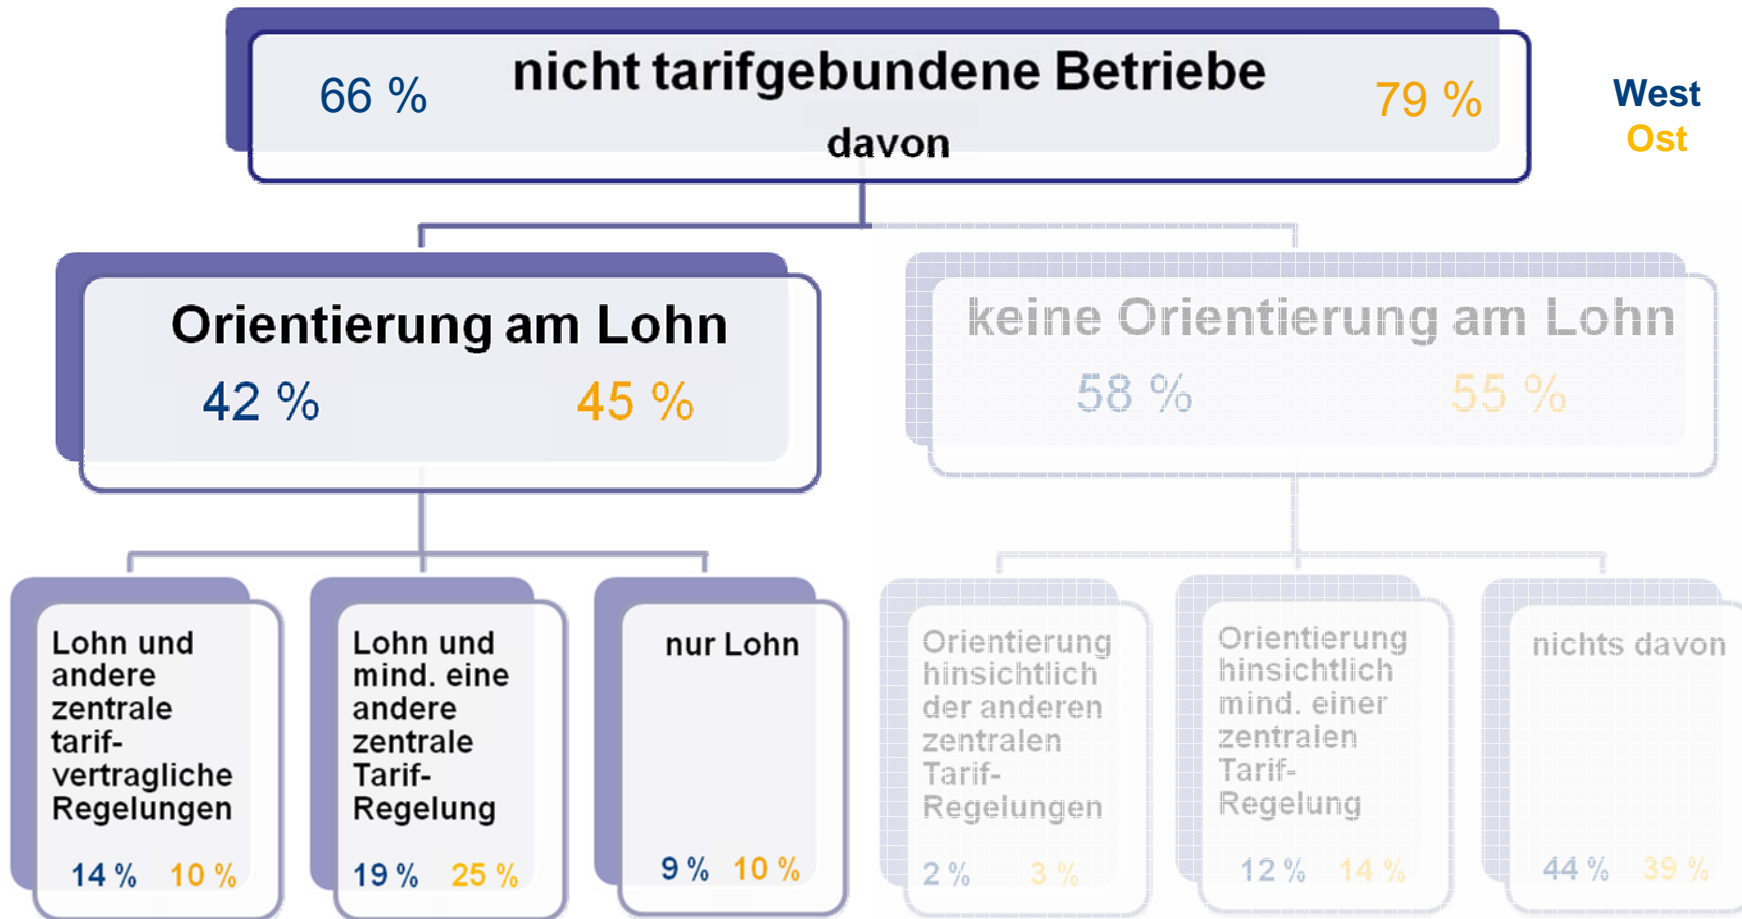 nicht tarifgebundene Betriebe
66 %
79 %
davon
West
Ost
Orientierung am Lohn
42 %
45 %
keine Orientierung am Lohn
58 %
55 %
Lohn und
andere
zentrale
tarif-
vertragliche
Regelungen
14 %
10 %
Lohn und
mind. eine
andere
zentrale
Tarif-
Regelung
19 %
25 %
nur Lohn
9 %
10 %
Orientierung
hinsichtlich
der anderen
zentralen
Tarif-
Regelungen
2 %
3 %
Orientierung
hinsichtlich
mind. einer
zentralen
Tarif-
Regelung
12 %
14 %
nichts davon
44 %
39 %